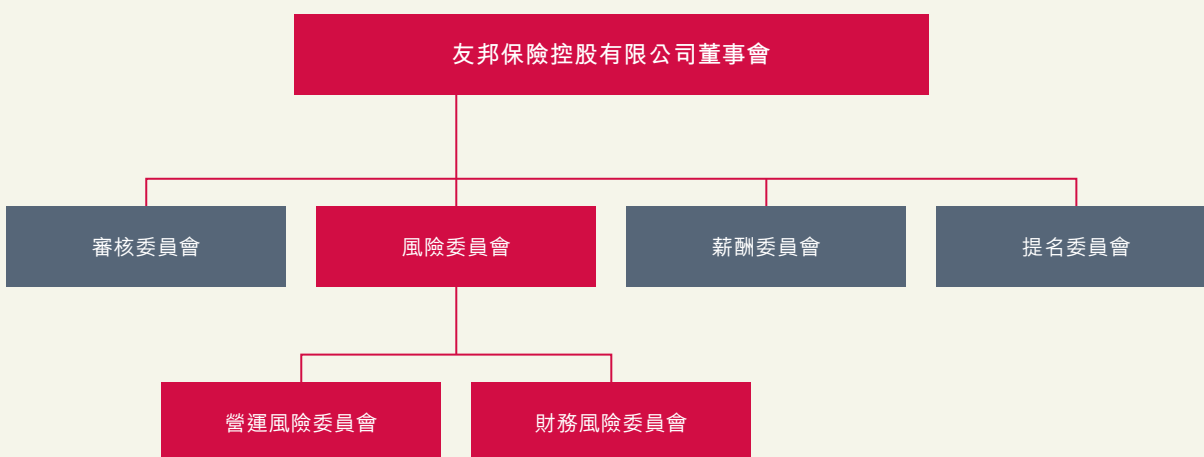 友邦保險控股有限公司董事會
審核委員會
風險委員會
薪酬委員會
提名委員會
營運風險委員會
財務風險委員會